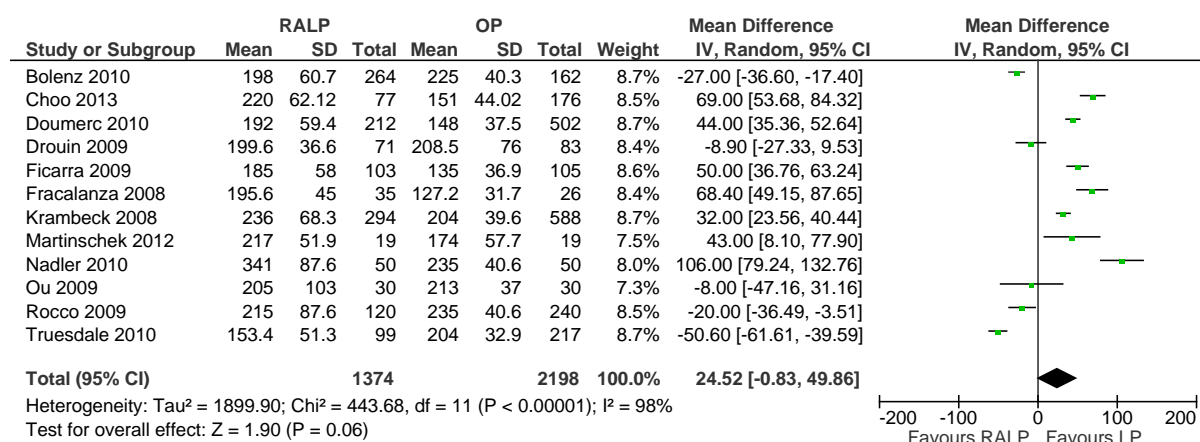 RALP OP Mean Difference Mean Difference
Study or Subgroup Mean SD Total Mean SD Total Weight IV, Random, 95% CI IV, Random, 95% CI
Bolenz 2010 198 60.7 264 225 40.3 162 8.7% -27.00 [-36.60, -17.40]
Choo 2013 220 62.12 77 151 44.02 176 8.5% 69.00 [53.68, 84.32]
Doumerc 2010 192 59.4 212 148 37.5 502 8.7% 44.00 [35.36, 52.64]
Drouin 2009 199.6 36.6 71 208.5 76 83 8.4% -8.90 [-27.33, 9.53]
Ficarra 2009 185 58 103 135 36.9 105 8.6% 50.00 [36.76, 63.24]
Fracalanza 2008 195.6 45 35 127.2 31.7 26 8.4% 68.40 [49.15, 87.65]
Krambeck 2008 236 68.3 294 204 39.6 588 8.7% 32.00 [23.56, 40.44]
Martinschek 2012 217 51.9 19 174 57.7 19 7.5% 43.00 [8.10, 77.90]
Nadler 2010 341 87.6 50 235 40.6 50 8.0% 106.00 [79.24, 132.76]
Ou 2009 205 103 30 213 37 30 7.3% -8.00 [-47.16, 31.16]
Rocco 2009 215 87.6 120 235 40.6 240 8.5% -20.00 [-36.49, -3.51]
Truesdale 2010 153.4 51.3 99 204 32.9 217 8.7% -50.60 [-61.61, -39.59]
Total (95% CI) 1374 2198 100.0% 24.52 [-0.83, 49.86]
Heterogeneity: Tau² = 1899.90; Chi² = 443.68, df = 11 (P < 0.00001); I² = 98%
Test for overall effect: Z = 1.90 (P = 0.06)
-200 -100 0 100 200
Favours RALP Favours LP